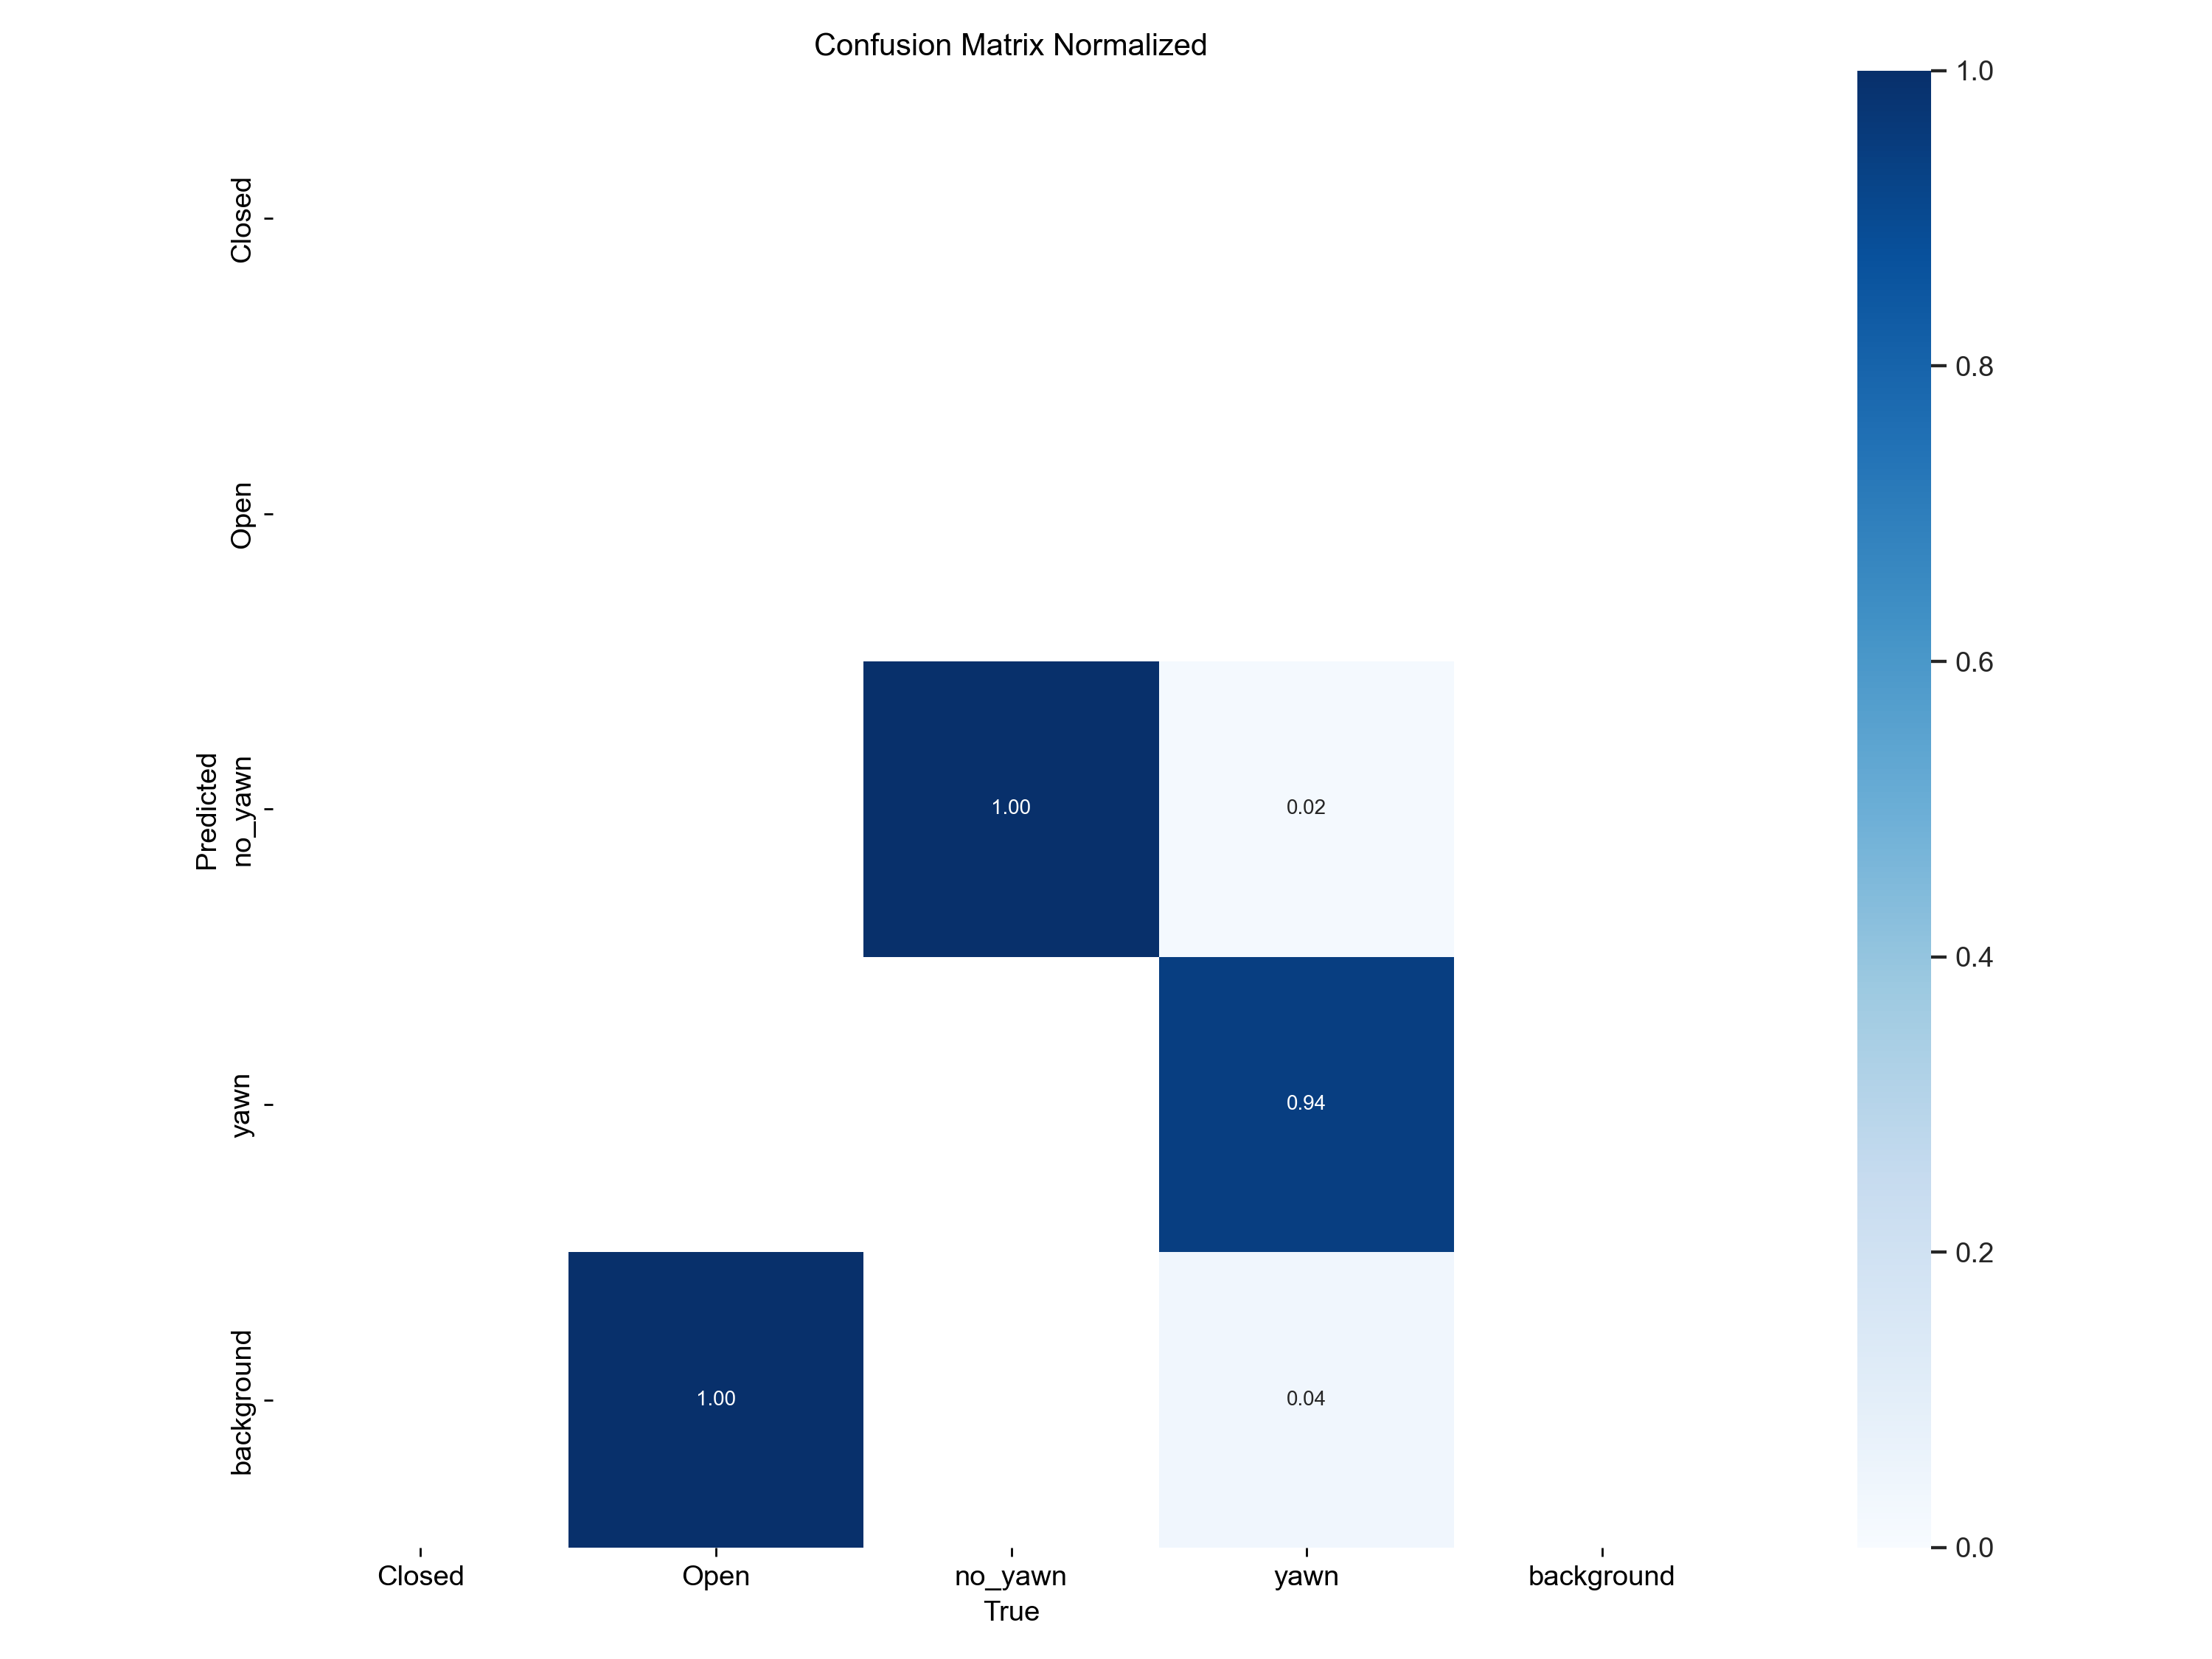 Confusion Matrix Normalized
1.0
0.8
0.6
0.4
0.2
0.0
Predicted
Closed
Open
no_yawn
yawn
background
1.00
0.02
0.94
1.00
0.04
Closed
Open
no_yawn
yawn
background
True